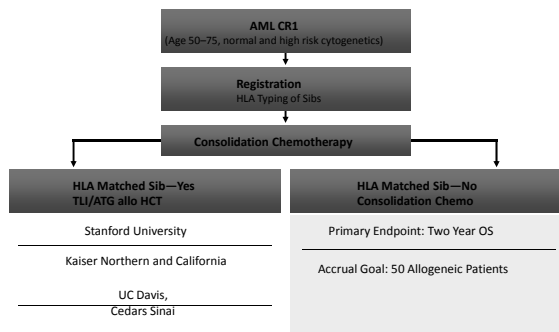 AML CR1
(Age 50–75, normal and high risk cytogenetics)
Registration
HLA Typing of Sibs
Consolidation Chemotherapy
HLA Matched Sib—Yes
TLI/ATG allo HCT
HLA Matched Sib—No
Consolidation Chemo
Stanford University
Kaiser Northern and California
UC Davis,
Cedars Sinai
Primary Endpoint: Two Year OS
Accrual Goal: 50 Allogeneic Patients